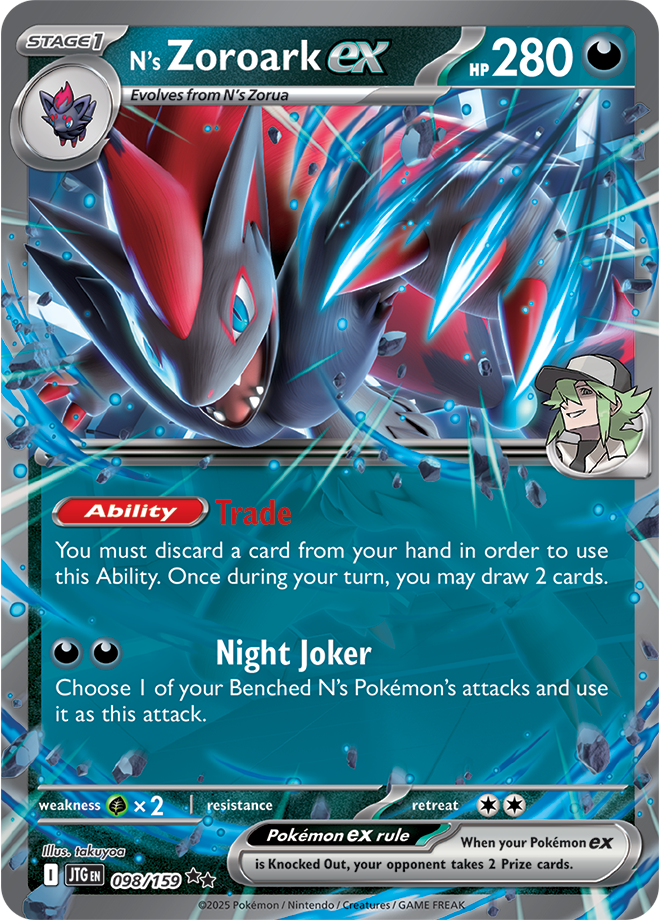 STAGE 1
N's Zoroark ex
HP 280
Evolves from N's Zorua
Ability Trade
You must discard a card from your hand in order to use
this Ability. Once during your turn, you may draw 2 cards.
Night Joker
Choose 1 of your Benched N's Pokémon's attacks and use
it as this attack.
weakness × 2 resistance retreat
Illus. takuyoa
Pokémon ex rule
When your Pokémon ex
is Knocked Out, your opponent takes 2 Prize cards.
I JTG EN 098/159
©2025 Pokémon / Nintendo / Creatures / GAME FREAK